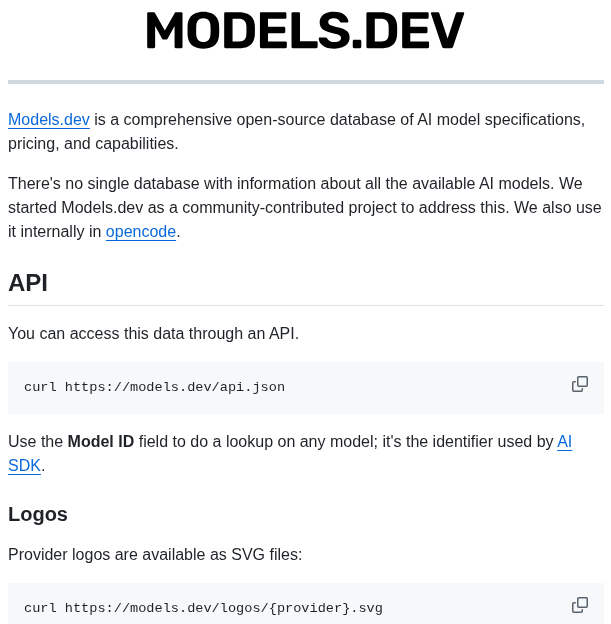 MODELS.DEV
Models.dev is a comprehensive open-source database of AI model specifications,
pricing, and capabilities.
There's no single database with information about all the available AI models. We
started Models.dev as a community-contributed project to address this. We also use
it internally in opencode.
API
You can access this data through an API.
curl https://models.dev/api.json
Use the Model ID field to do a lookup on any model; it's the identifier used by AI
SDK.
Logos
Provider logos are available as SVG files:
curl https://models.dev/logos/{provider}.svg